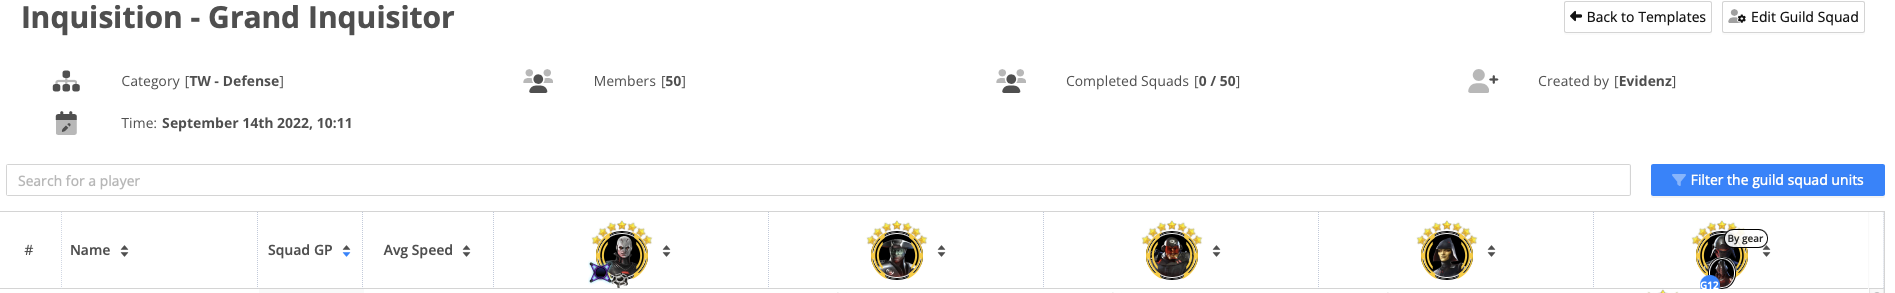 Inquisition - Grand Inquisitor
Back to Templates
Edit Guild Squad
Category [TW - Defense]
Members [50]
Completed Squads [0 / 50]
Created by [Evidenz]
Time: September 14th 2022, 10:11
Search for a player
Filter the guild squad units
# Name Squad GP Avg Speed
By gear
G12